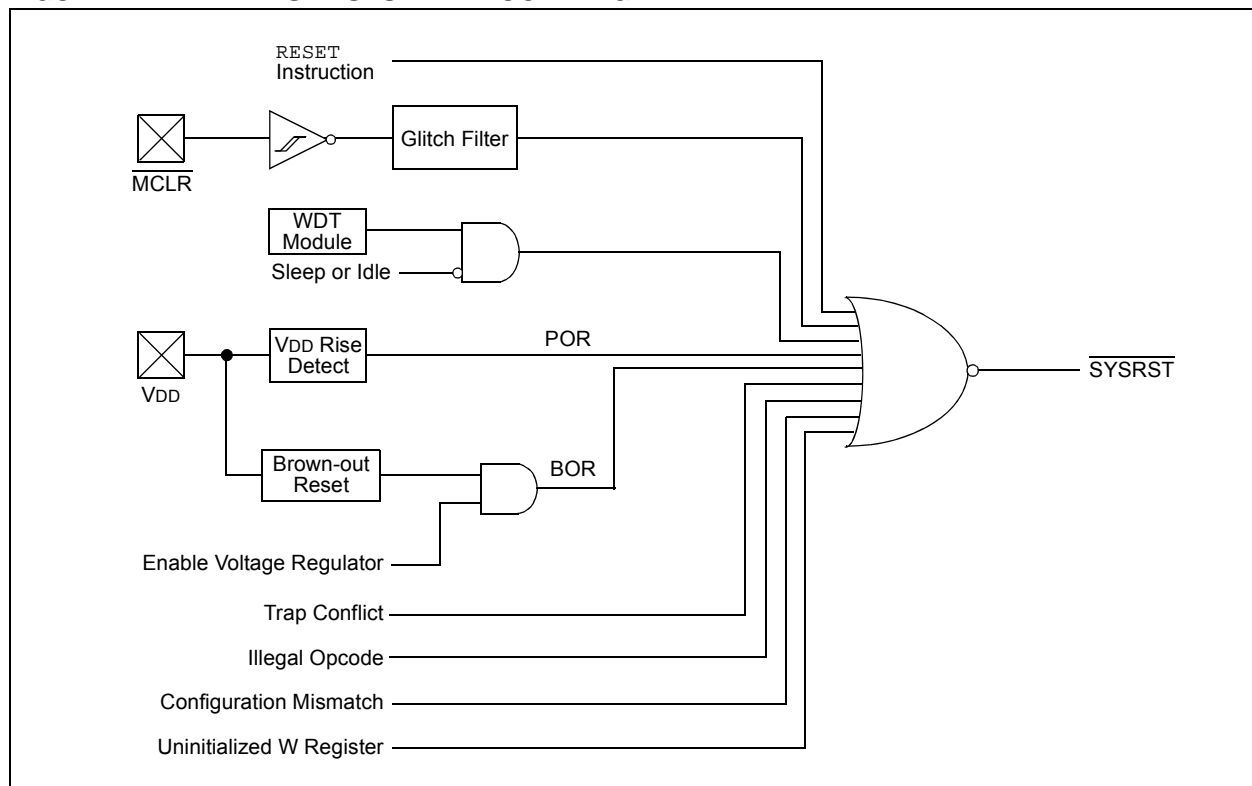 RESET
Instruction
Glitch Filter
MCLR
WDT
Module
Sleep or Idle
VDD Rise
Detect
POR
VDD
SYSRST
Brown-out
Reset
BOR
Enable Voltage Regulator
Trap Conflict
Illegal Opcode
Configuration Mismatch
Uninitialized W Register